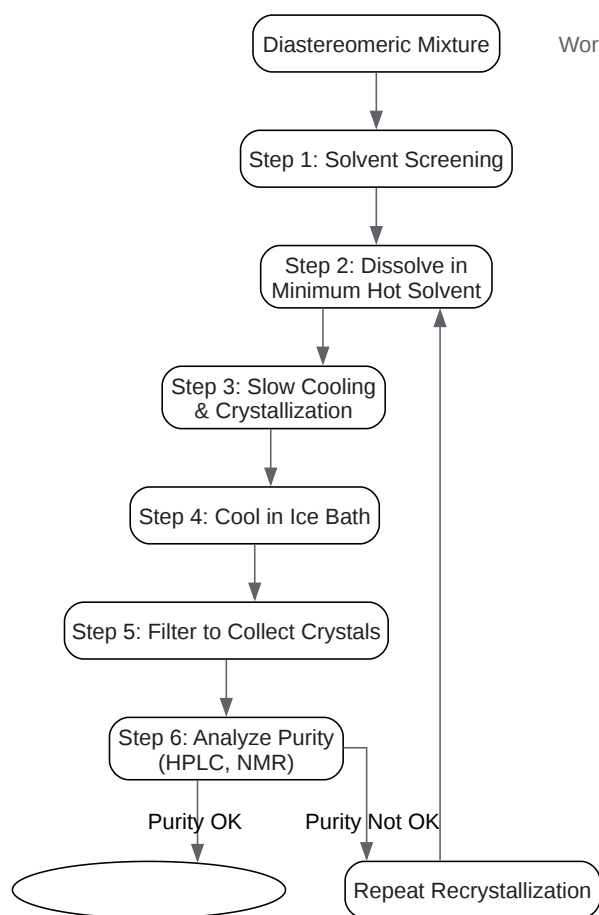 Diastereomeric Mixture
Wor
Step 1: Solvent Screening
Step 2: Dissolve in
Minimum Hot Solvent
Step 3: Slow Cooling
& Crystallization
Step 4: Cool in Ice Bath
Step 5: Filter to Collect Crystals
Step 6: Analyze Purity
(HPLC, NMR)
Purity OK
Purity Not OK
Repeat Recrystallization